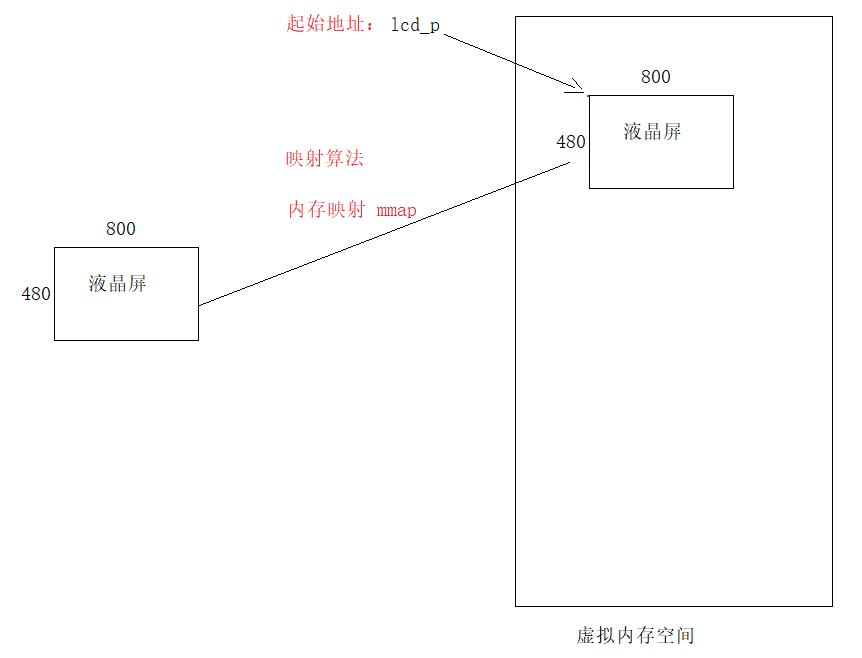 起始地址: lcd_p
800
液晶屏
480
映射算法
内存映射 mmap
800
液晶屏
480
虚拟内存空间